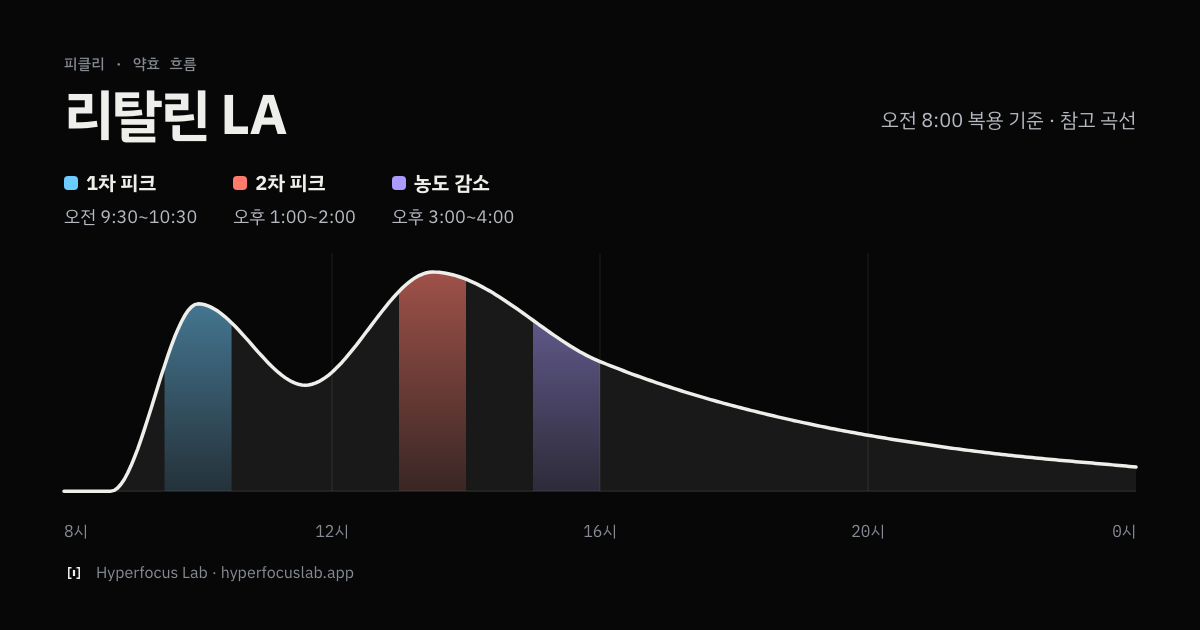 피클리 · 약효 흐름
리탈린 LA
오전 8:00 복용 기준 · 참고 곡선
1차 피크 2차 피크 농도 감소
오전 9:30~10:30 오후 1:00~2:00 오후 3:00~4:00
8시 12시 16시 20시 0시
Hyperfocus Lab · hyperfocuslab.app